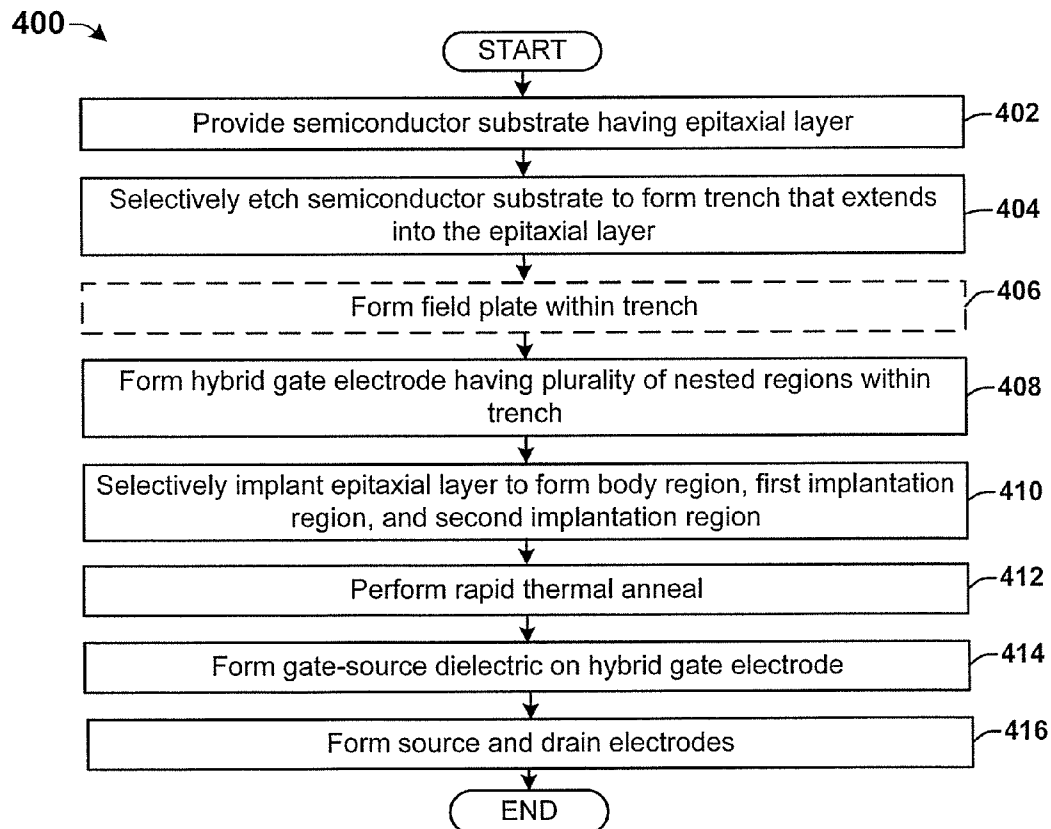 400
START
Provide semiconductor substrate having epitaxial layer
402
Selectively etch semiconductor substrate to form trench that extends
into the epitaxial layer
404
Form field plate within trench
406
Form hybrid gate electrode having plurality of nested regions within
trench
408
Selectively implant epitaxial layer to form body region, first implantation
region, and second implantation region
410
Perform rapid thermal anneal
412
Form gate-source dielectric on hybrid gate electrode
414
Form source and drain electrodes
416
END